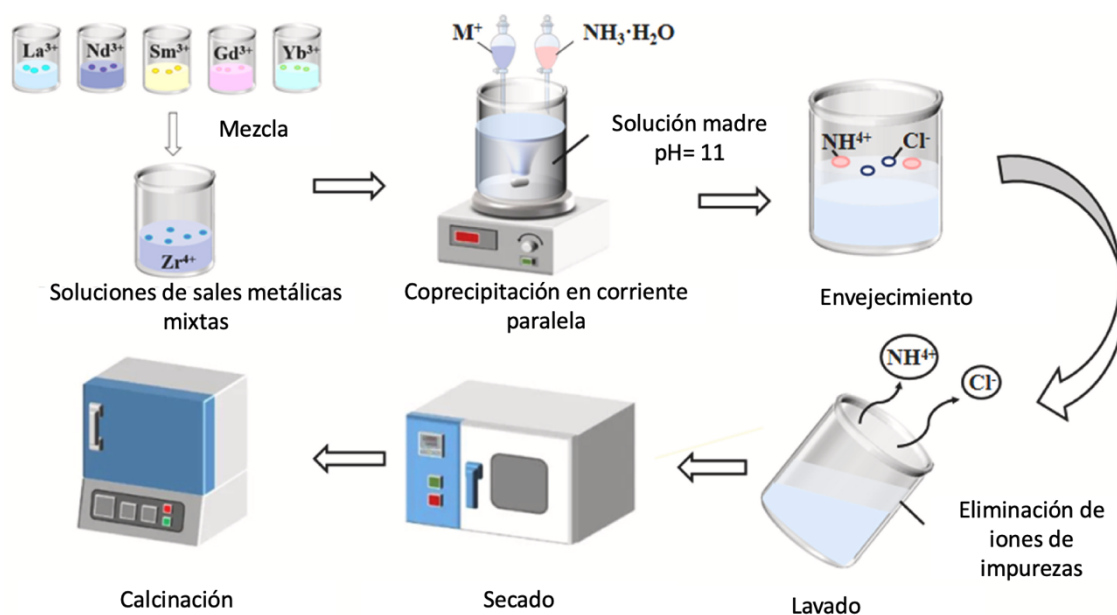 La³⁺ Nd³⁺ Sm³⁺ Gd³⁺ Yb³⁺
Mezcla
Zr⁴⁺
Soluciones de sales metálicas
mixtas
M⁺ NH₃·H₂O
Solución madre
pH= 11
Coprecipitación en corriente
paralela
NH⁴⁺ Cl⁻
Envejecimiento
NH⁴⁺
Cl⁻
Eliminación de
iones de
impurezas
Lavado
Secado
Calcinación